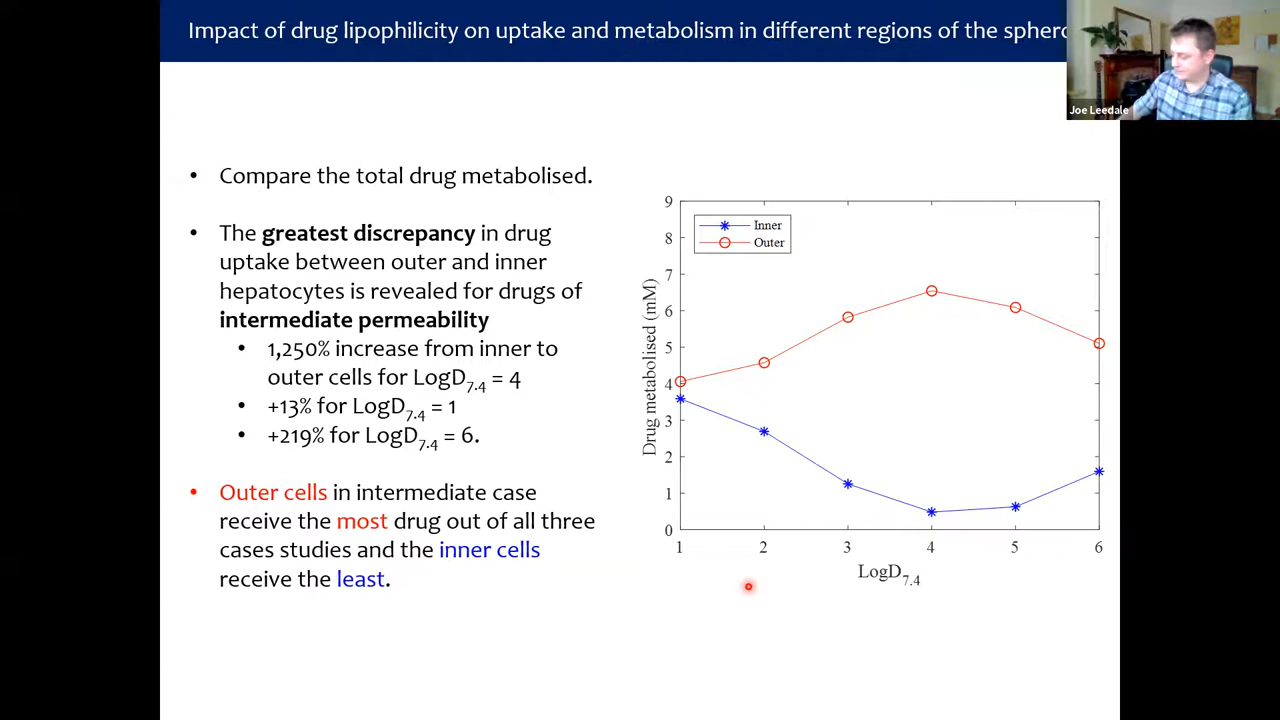 Impact of drug lipophilicity on uptake and metabolism in different regions of the sphero
Joe Leedale
• Compare the total drug metabolised.
• The greatest discrepancy in drug
uptake between outer and inner
hepatocytes is revealed for drugs of
intermediate permeability
• 1,250% increase from inner to
outer cells for LogD7.4 = 4
• +13% for LogD7.4 = 1
• +219% for LogD7.4 = 6.
• Outer cells in intermediate case
receive the most drug out of all three
cases studies and the inner cells
receive the least.
Inner
Outer
Drug metabolised (mM)
9
8
7
6
5
4
3
2
1
0
1 2 3 4 5 6
LogD7.4